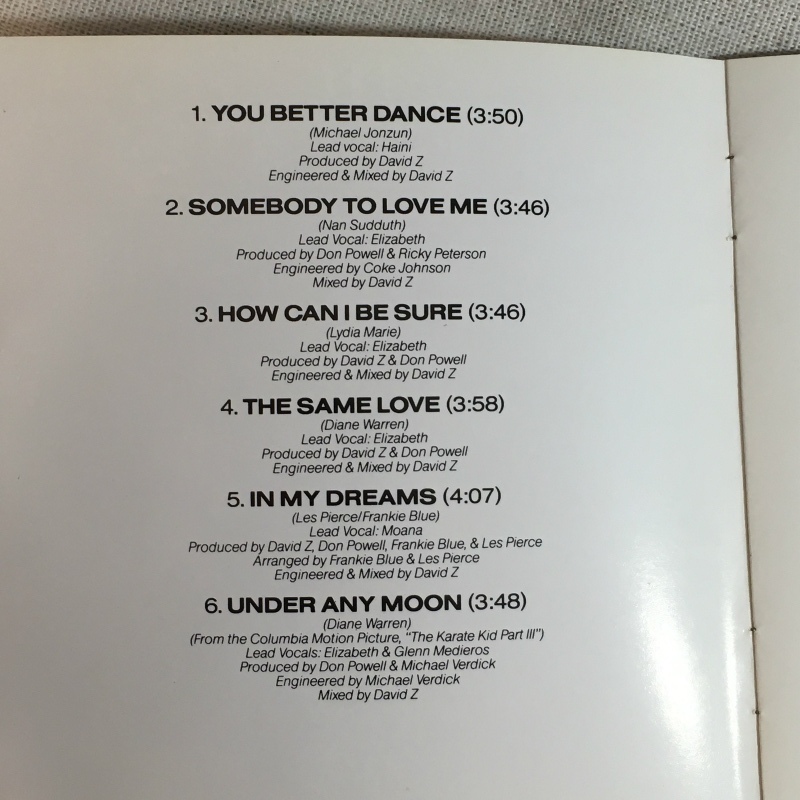 1. YOU BETTER DANCE (3:50)
(Michael Jonzun)
Lead vocal: Haini
Produced by David Z
Engineered & Mixed by David Z
2. SOMEBODY TO LOVE ME (3:46)
(Nan Sudduth)
Lead Vocal: Elizabeth
Produced by Don Powell & Ricky Peterson
Engineered by Coke Johnson
Mixed by David Z
3. HOW CAN I BE SURE (3:46)
(Lydia Marie)
Lead Vocal: Elizabeth
Produced by David Z & Don Powell
Engineered & Mixed by David Z
4. THE SAME LOVE (3:58)
(Diane Warren)
Lead Vocal: Elizabeth
Produced by David Z & Don Powell
Engineered & Mixed by David Z
5. IN MY DREAMS (4:07)
(Les Pierce/Frankie Blue)
Lead Vocal: Moana
Produced by David Z, Don Powell, Frankie Blue, & Les Pierce
Arranged by Frankie Blue & Les Pierce
Engineered & Mixed by David Z
6. UNDER ANY MOON (3:48)
(Diane Warren)
(From the Columbia Motion Picture, "The Karate Kid Part III")
Lead Vocals: Elizabeth & Glenn Medieros
Produced by Don Powell & Michael Verdick
Engineered by Michael Verdick
Mixed by David Z